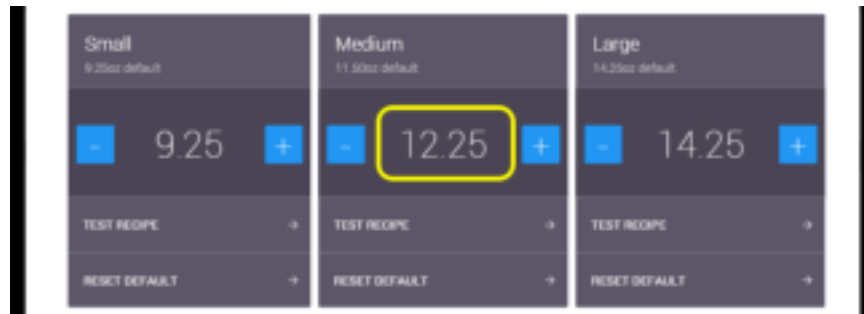 Small
9.25oz default
- 9.25 +
TEST RECIPE →
RESET DEFAULT →
Medium
11.50oz default
- 12.25 +
TEST RECIPE →
RESET DEFAULT →
Large
14.25oz default
- 14.25 +
TEST RECIPE →
RESET DEFAULT →